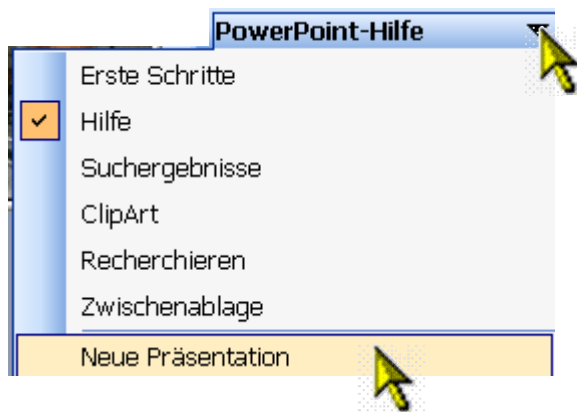 PowerPoint-Hilfe
Erste Schritte
Hilfe
Suchergebnisse
ClipArt
Recherchieren
Zwischenablage
Neue Präsentation